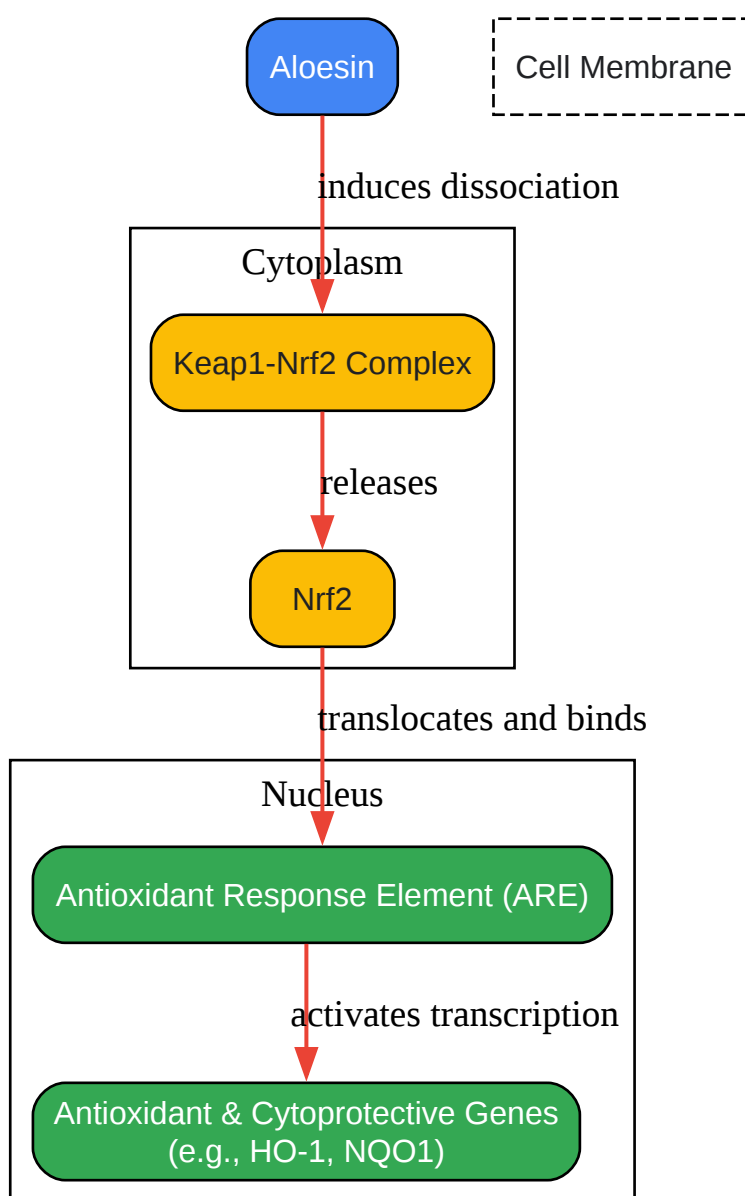 Aloesin
Cell Membrane
induces dissociation
Cytoplasm
Keap1-Nrf2 Complex
releases
Nrf2
translocates and binds
Nucleus
Antioxidant Response Element (ARE)
activates transcription
Antioxidant & Cytoprotective Genes
(e.g., HO-1, NQO1)